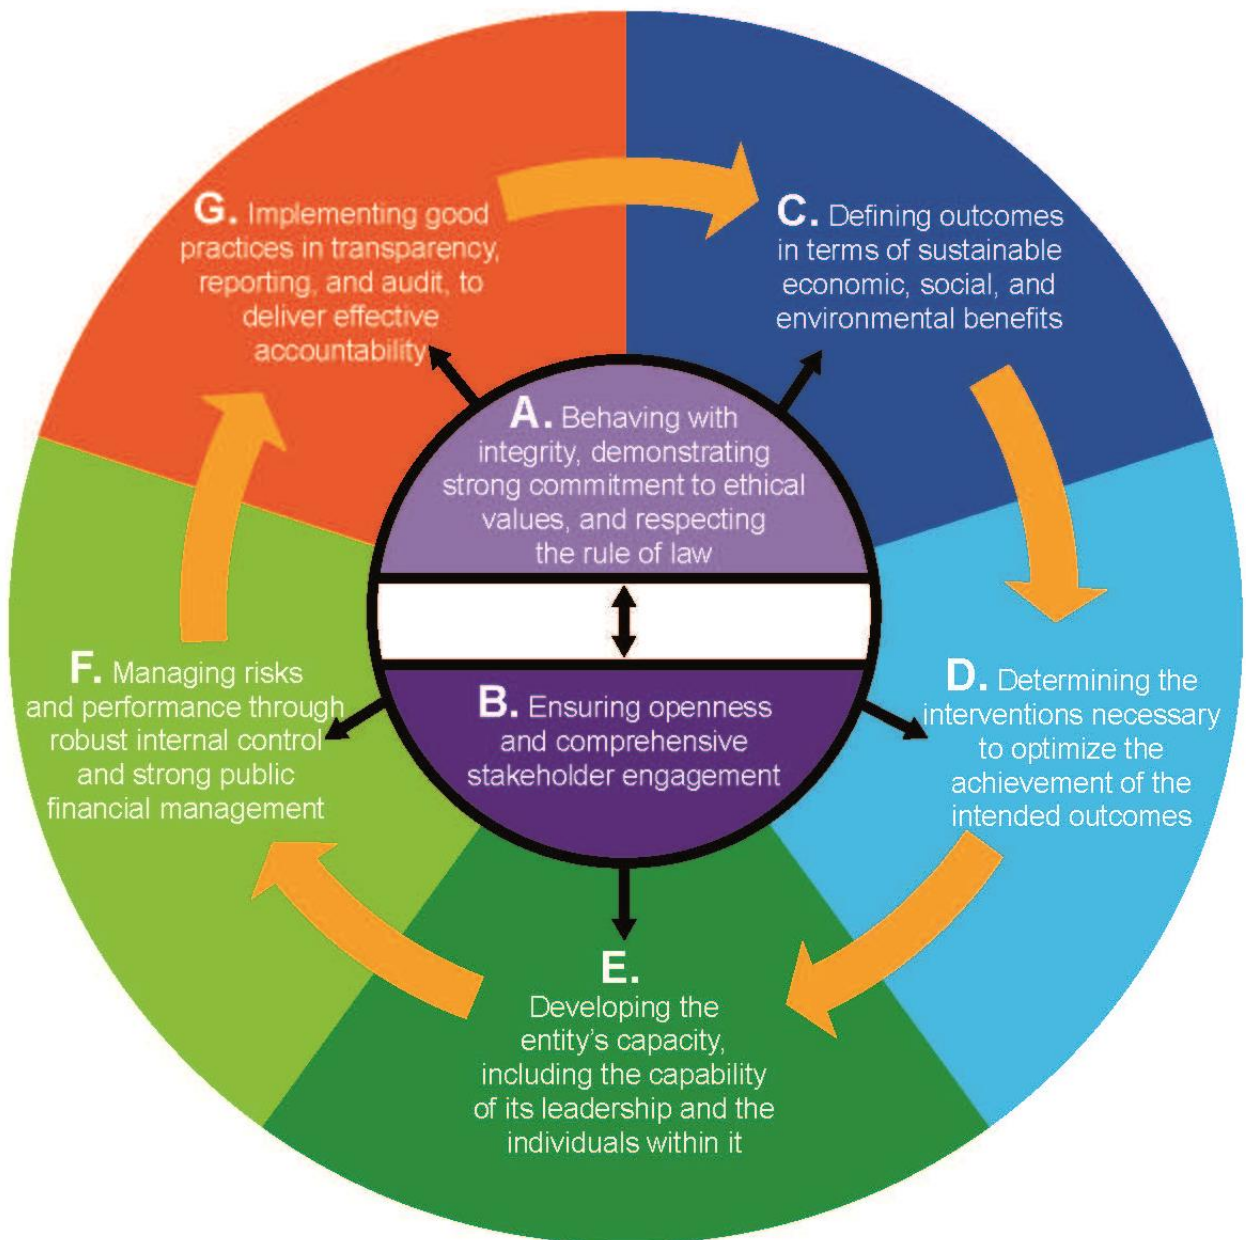 G. Implementing good
practices in transparency,
reporting, and audit, to
deliver effective
accountability
C. Defining outcomes
in terms of sustainable
economic, social, and
environmental benefits
A. Behaving with
integrity, demonstrating
strong commitment to ethical
values, and respecting
the rule of law
F. Managing risks
and performance through
robust internal control
and strong public
financial management
B. Ensuring openness
and comprehensive
stakeholder engagement
D. Determining the
interventions necessary
to optimize the
achievement of the
intended outcomes
E.
Developing the
entity's capacity,
including the capability
of its leadership and the
individuals within it